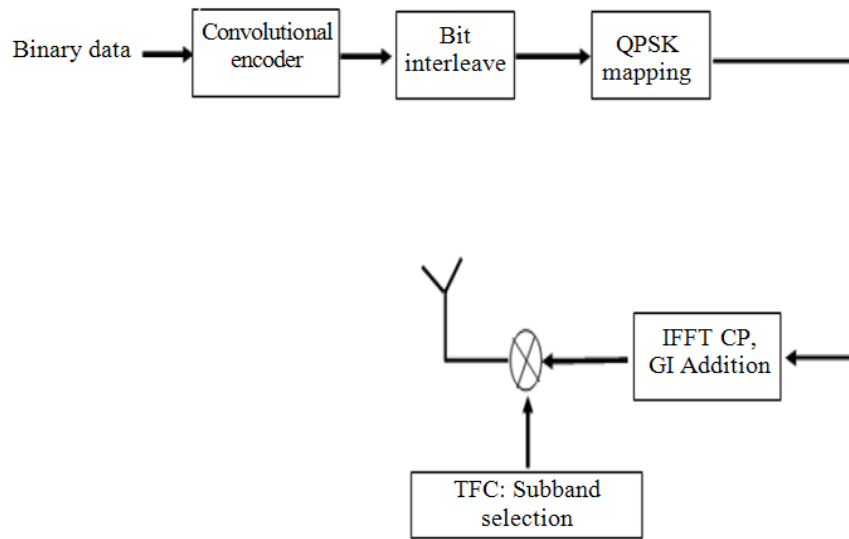 Binary data
Convolutional
encoder
Bit
interleave
QPSK
mapping
IFFT CP,
GI Addition
TFC: Subband
selection